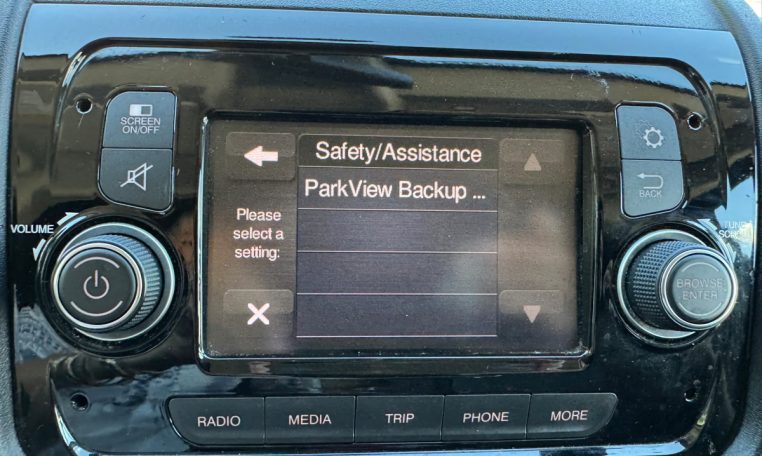 SCREEN
ON/OFF
Safety/Assistance
ParkView Backup ...
Please
select a
setting:
BACK
VOLUME
TUNE
BROWSE
ENTER
RADIO
MEDIA
TRIP
PHONE
MORE